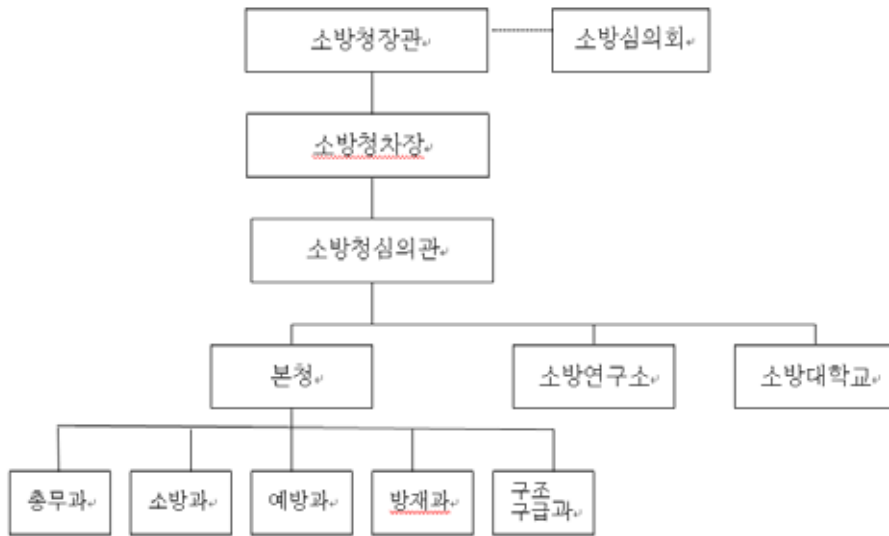 소방청장관
소방심의회
소방청차장
소방청심의관
본청
소방연구소
소방대학교
총무과
소방과
예방과
방재과
구조
구급과